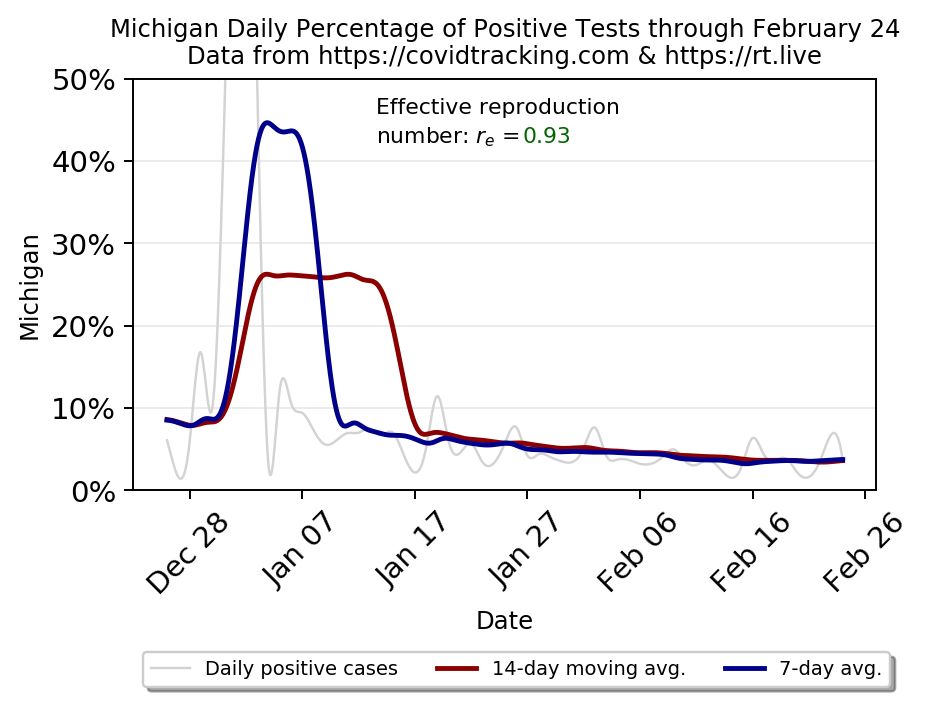 Michigan Daily Percentage of Positive Tests through February 24
Data from https://covidtracking.com & https://rt.live
50%
Effective reproduction
number: rₑ =0.93
40%
30%
Michigan
20%
10%
0%
Dec 28
Jan 07
Jan 17
Jan 27
Feb 06
Feb 16
Feb 26
Date
Daily positive cases
14-day moving avg.
7-day avg.